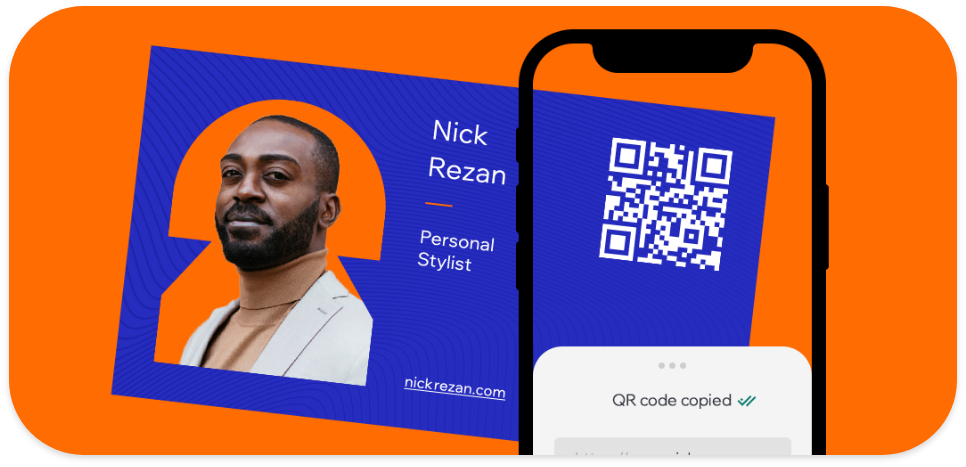 Nick
Rezan
Personal
Stylist
nickrezan.com
QR code copied